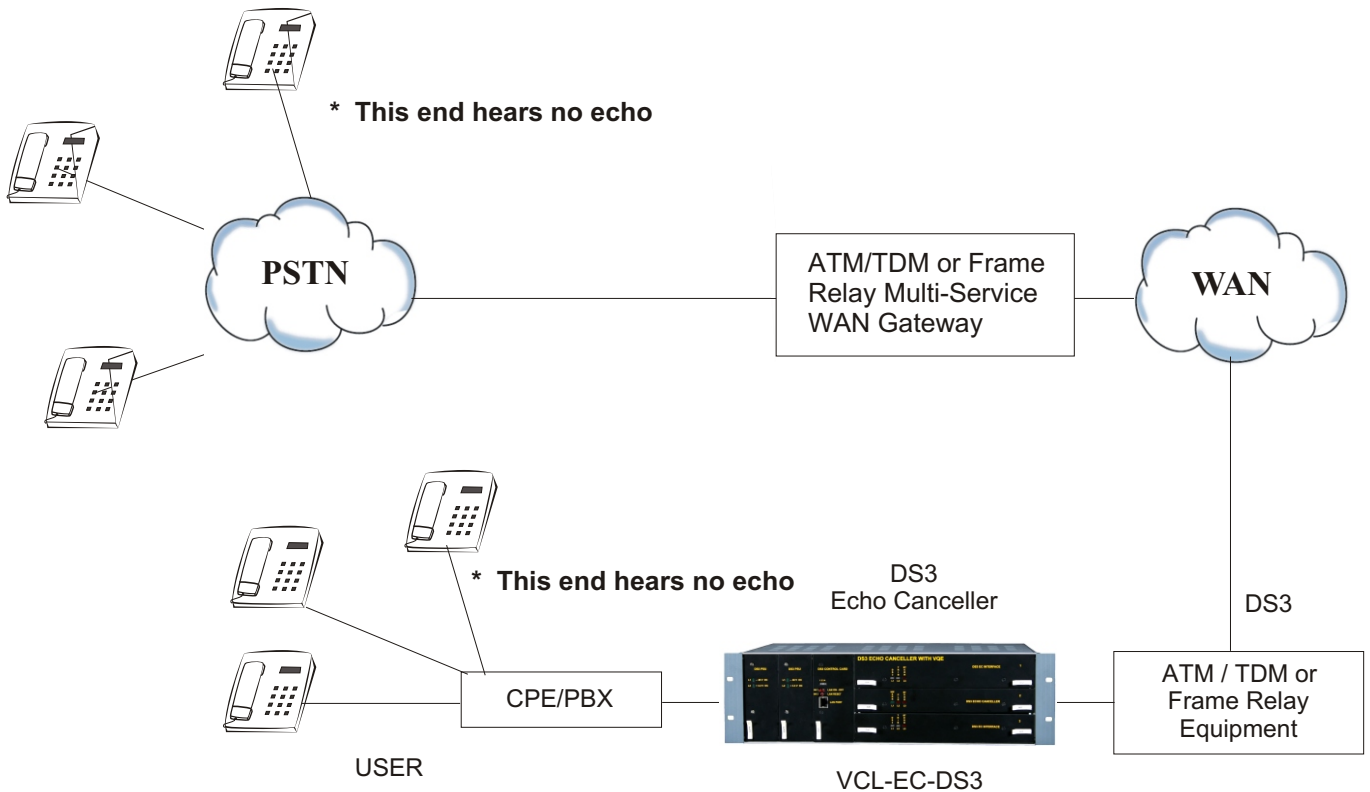 * This end hears no echo
PSTN
ATM/TDM or Frame
Relay Multi-Service
WAN Gateway
WAN
* This end hears no echo
DS3
Echo Canceller
DS3
DS3 ECHO CANCELLER WITH VQE
CPE/PBX
ATM / TDM or
Frame Relay
Equipment
USER
VCL-EC-DS3